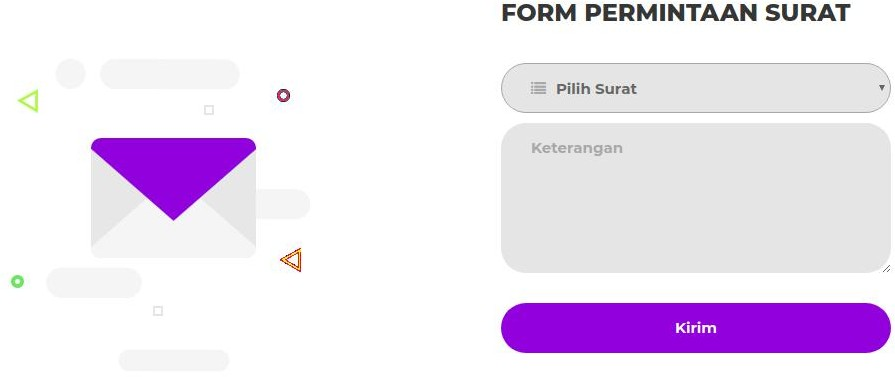 FORM PERMINTAAN SURAT
Pilih Surat
Keterangan
Kirim